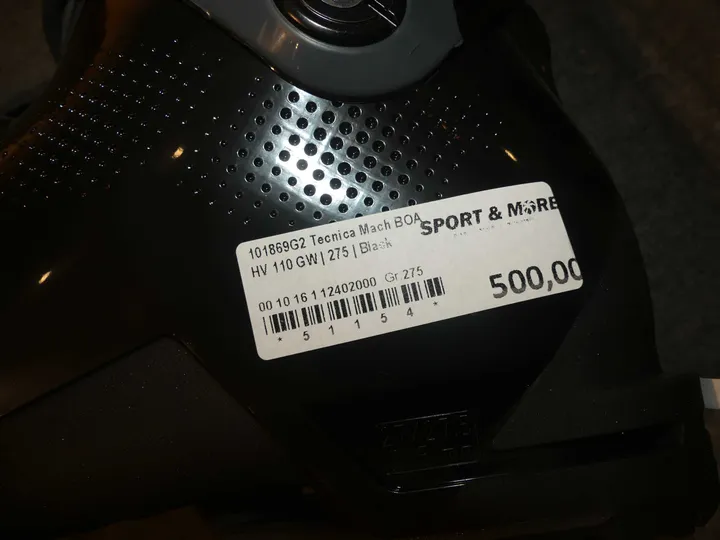 101869G2 Tecnica Mach BOA
HV 110 GW | 275 | Black
SPORT & MORE
00 10 16 1 12402000 Gr.275
500,00
* 5 1 1 5 4 *